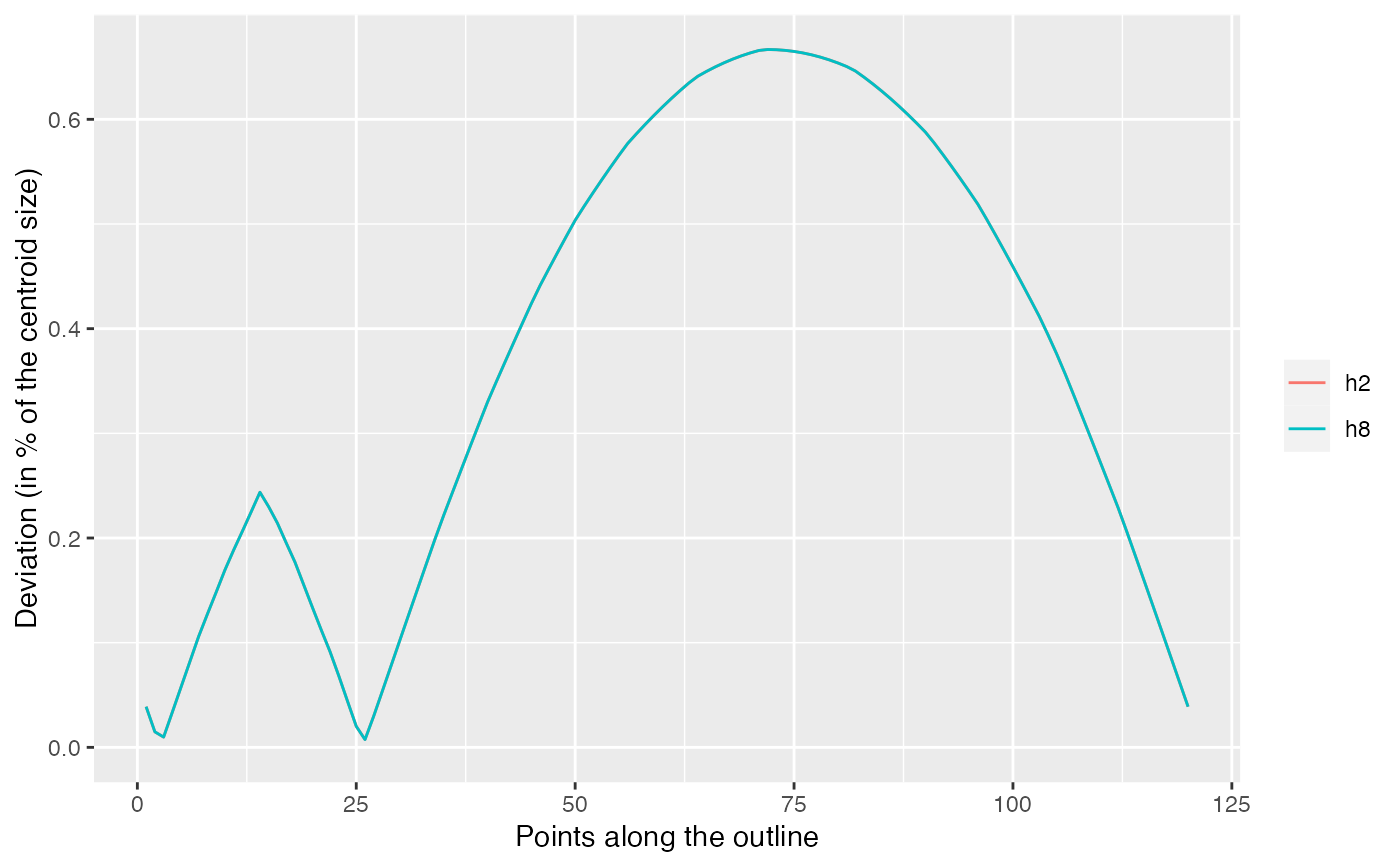 Deviation (in % of the centroid size)
0.6
0.4
0.2
0.0
0
25
50
75
100
125
Points along the outline
h2
h8